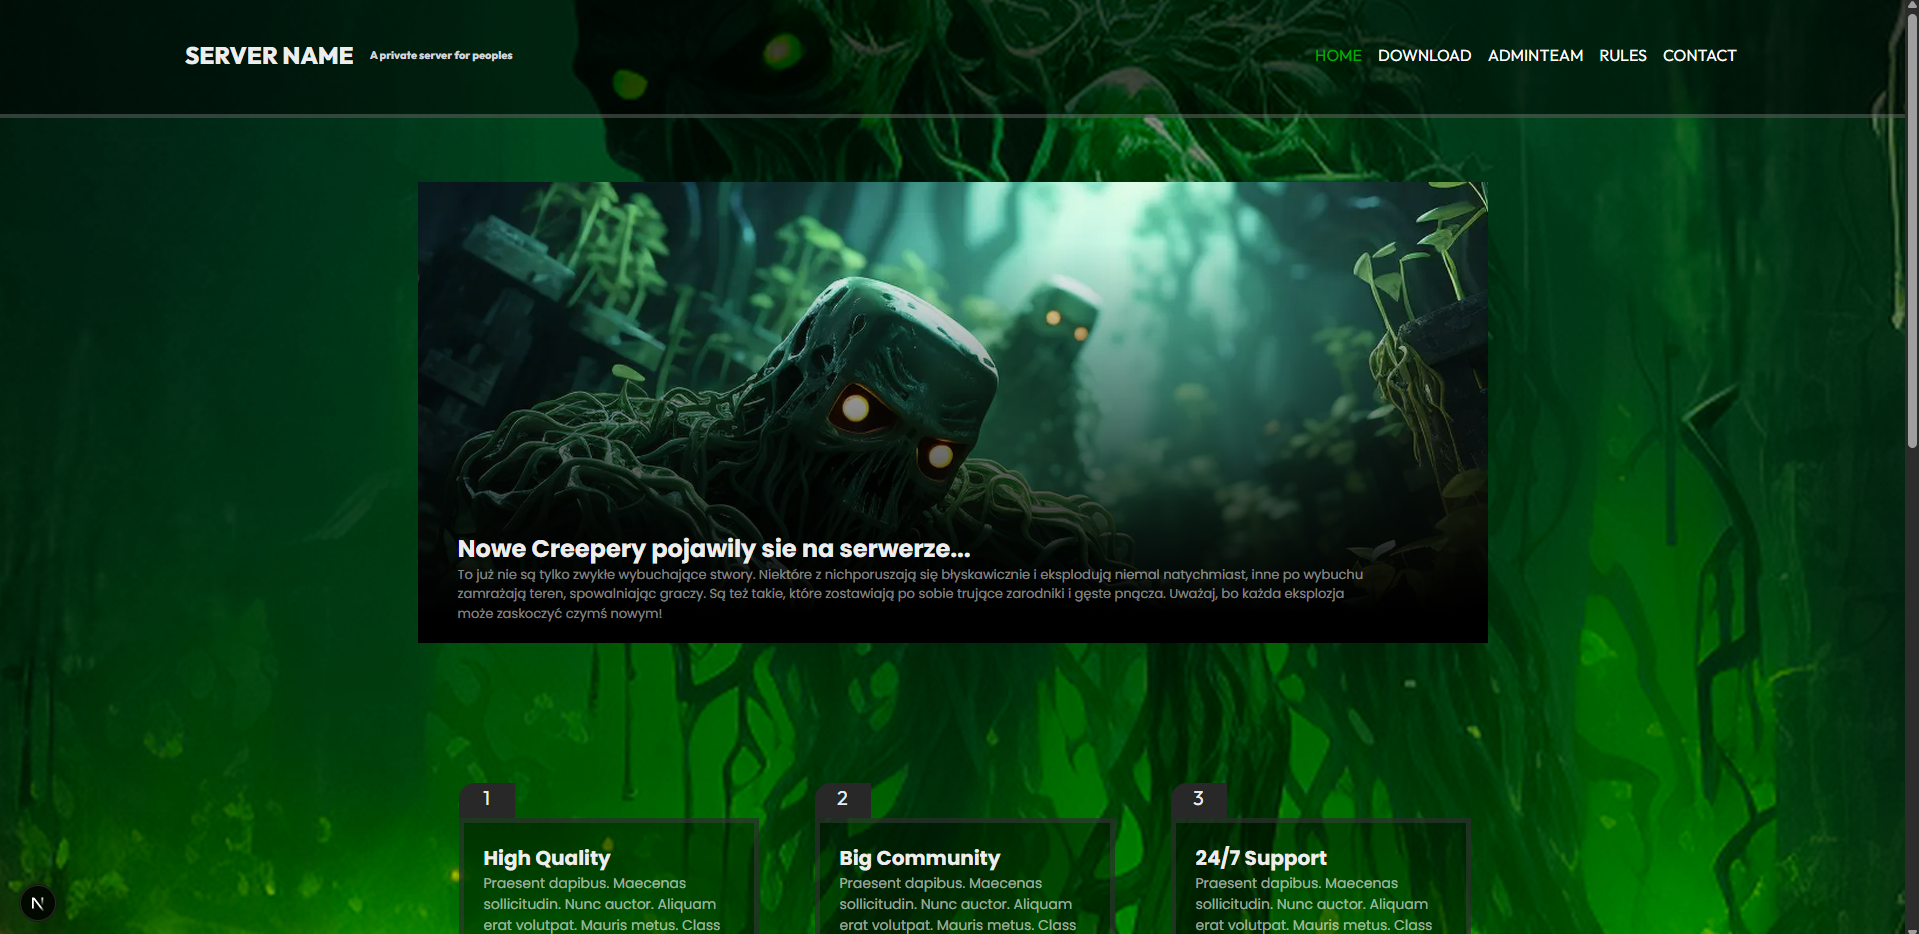 SERVER NAME
A private server for peoples
HOME DOWNLOAD ADMINTEAM RULES CONTACT
Nowe Creepery pojawily sie na serwerze...
To już nie są tylko zwykłe wybuchające stwory. Niektóre z nichporuszają się błyskawicznie i eksplodują niemal natychmiast, inne po wybuchu
zamrażają teren, spowalniając graczy. Są też takie, które zostawiają po sobie trujące zarodniki i gęste pnącza. Uważaj, bo każda eksplozja
może zaskoczyć czymś nowym!
1
High Quality
Praesent dapibus. Maecenas
sollicitudin. Nunc auctor. Aliquam
erat volutpat. Mauris metus. Class
2
Big Community
Praesent dapibus. Maecenas
sollicitudin. Nunc auctor. Aliquam
erat volutpat. Mauris metus. Class
3
24/7 Support
Praesent dapibus. Maecenas
sollicitudin. Nunc auctor. Aliquam
erat volutpat. Mauris metus. Class
N